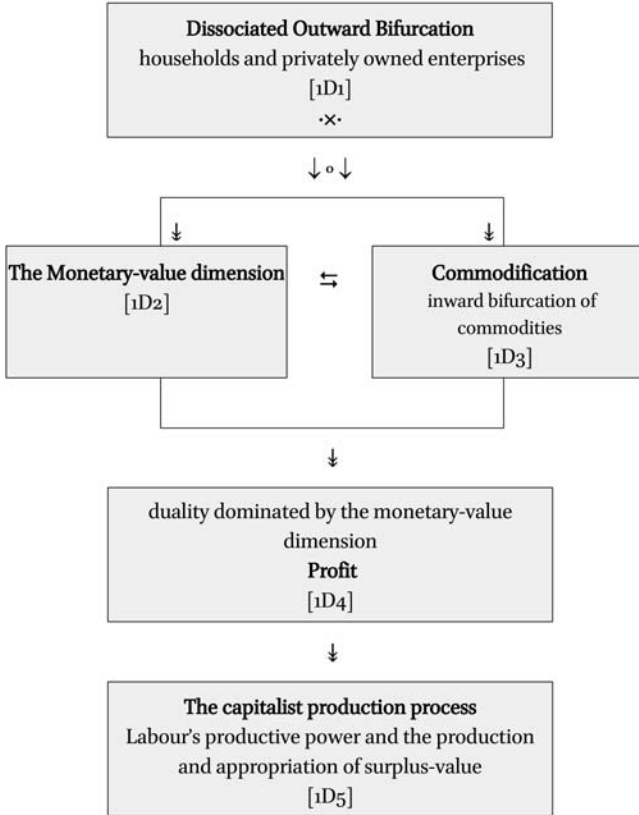 Dissociated Outward Bifurcation
households and privately owned enterprises
[1D1]
·×·
↓ o ↓
↡ ↡
The Monetary-value dimension
[1D2]
⇆
Commodification
inward bifurcation of
commodities
[1D3]
↡
duality dominated by the monetary-value
dimension
Profit
[1D4]
↡
The capitalist production process
Labour's productive power and the production
and appropriation of surplus-value
[1D5]